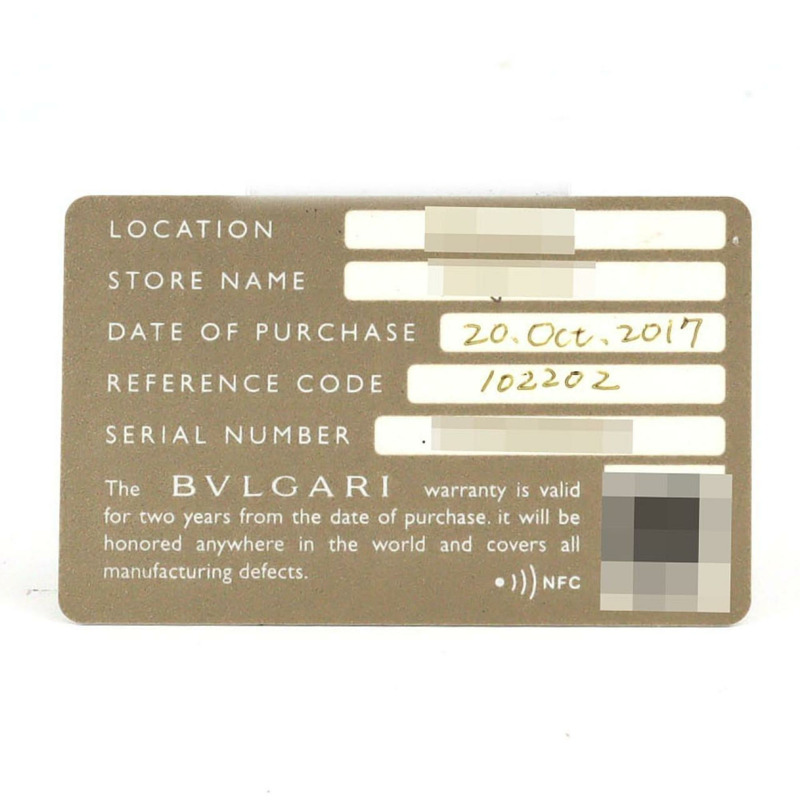 LOCATION
STORE NAME
DATE OF PURCHASE 20.Oct.2017
REFERENCE CODE 102202
SERIAL NUMBER
The BVLGARI warranty is valid
for two years from the date of purchase. it will be
honored anywhere in the world and covers all
manufacturing defects.
NFC